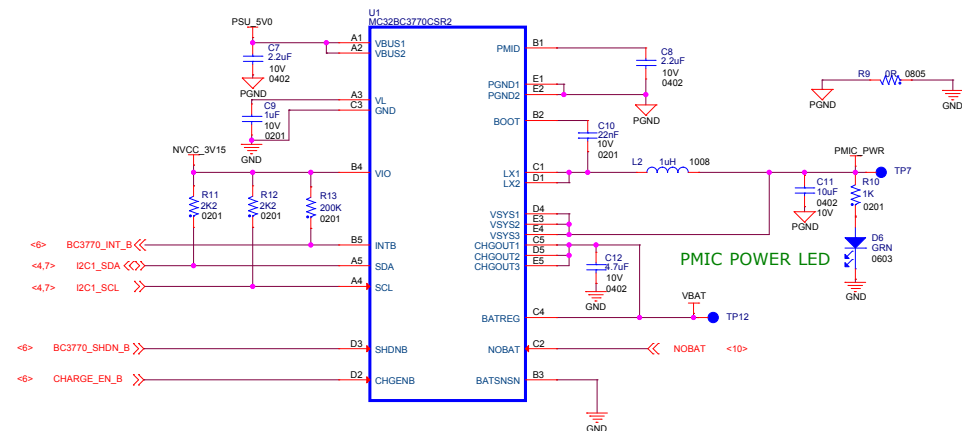 U1
MC32BC3770CSR2
PSU_5V0
C7
2.2uF
10V
0402
PGND
A1 VBUS1
A2 VBUS2
A3 VL
C3 GND
C9
1uF
10V
0201
GND
NVCC_3V15
B4 VIO
R11
2K2
0201
R12
2K2
0201
R13
200K
0201
<6> BC3770_INT_B B5 INTB
<4,7> I2C1_SDA A5 SDA
<4,7> I2C1_SCL A4 SCL
<6> BC3770_SHDN_B D3 SHDNB
<6> CHARGE_EN_B D2 CHGENB
PMID B1
C8
2.2uF
10V
0402
PGND1 E1
PGND2 E2
PGND
BOOT B2
C10
22nF
10V
0201
LX1 C1
LX2 D1
L2 1uH 1008
VSYS1 D4
VSYS2 E3
VSYS3 E4
CHGOUT1 C5
CHGOUT2 D5
CHGOUT3 E5
C12
4.7uF
10V
0402
GND
BATREG C4
VBAT
TP12
NOBAT C2
NOBAT <10>
BATSNSN B3
GND
R9 0R 0805
PGND
GND
PMIC_PWR
TP7
C11
10uF
0402
10V
PGND
R10
1K
0201
D6
GRN
0603
GND
PMIC POWER LED